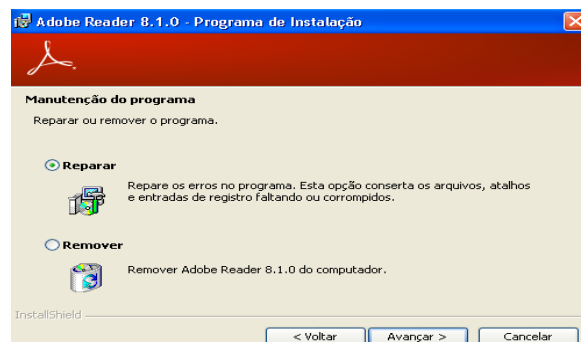 Adobe Reader 8.1.0 - Programa de Instalação
Manutenção do programa
Reparar ou remover o programa.
Reparar
Repare os erros no programa. Esta opção conserta os arquivos, atalhos
e entradas de registro faltando ou corrompidos.
Remover
Remover Adobe Reader 8.1.0 do computador.
InstallShield
< Voltar
Avançar >
Cancelar